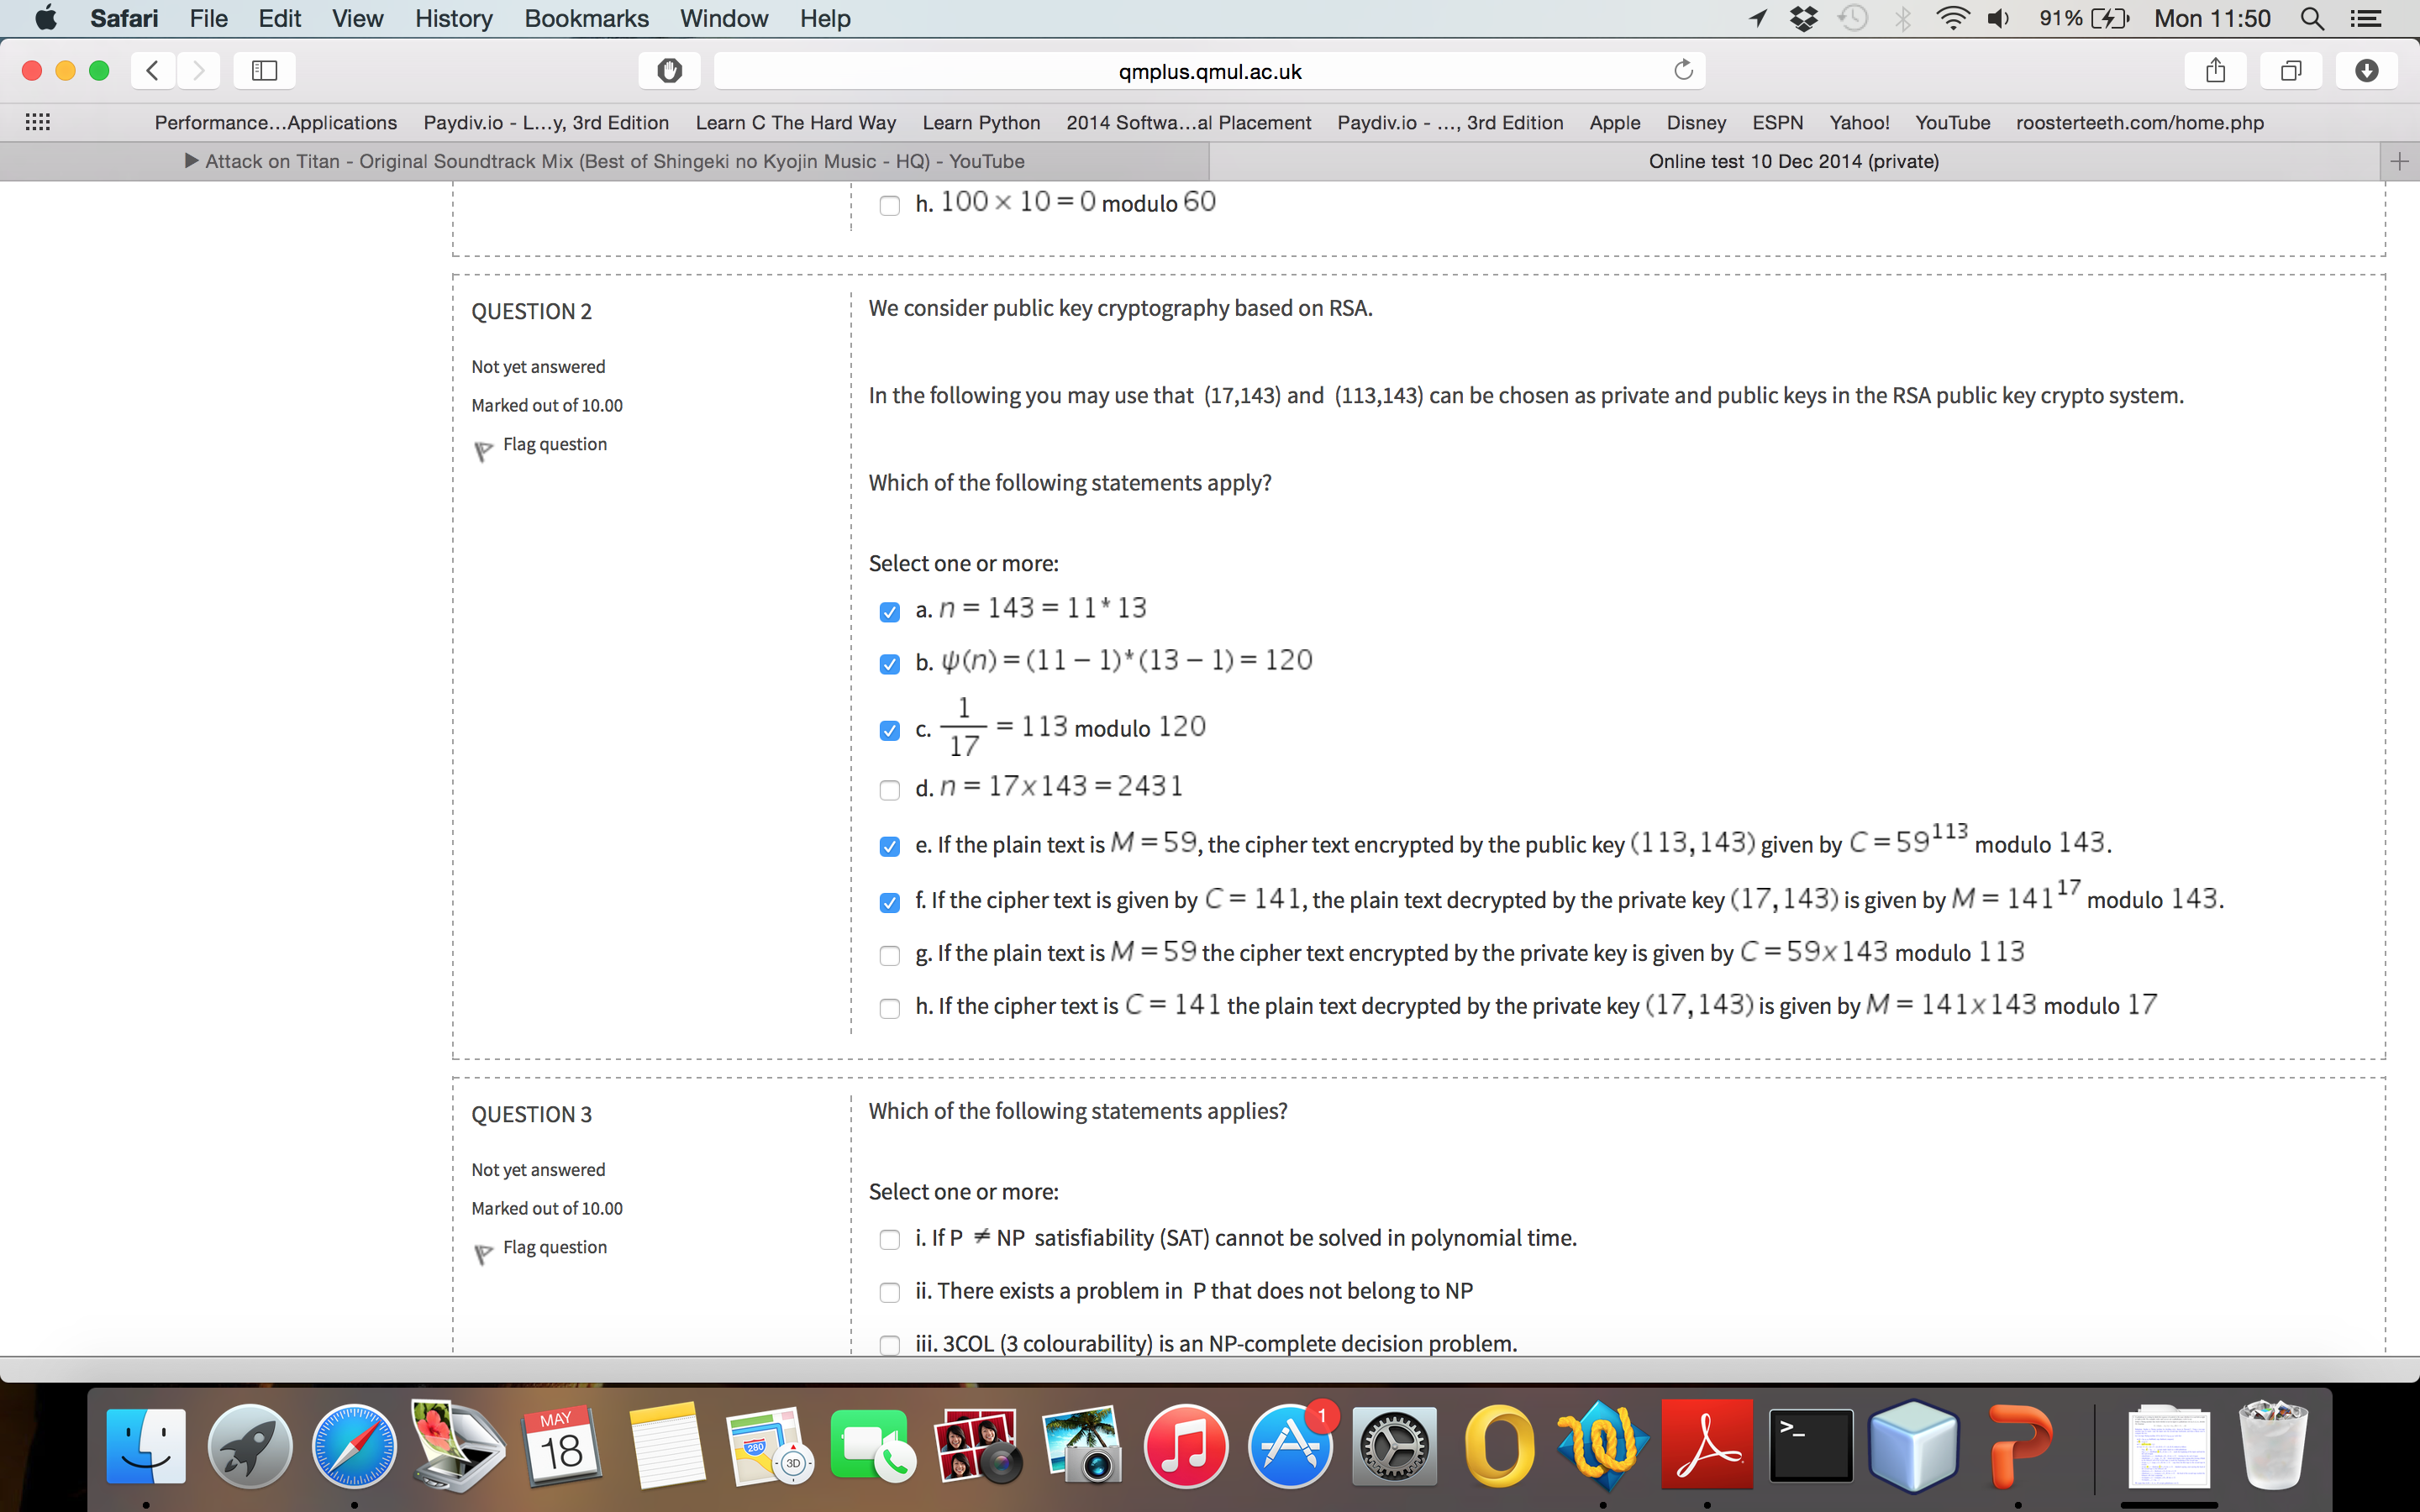 Safari File Edit View History Bookmarks Window Help 91% Mon 11:50
qmplus.qmul.ac.uk
Performance...Applications Paydiv.io - L...y, 3rd Edition Learn C The Hard Way Learn Python 2014 Softwa...al Placement Paydiv.io - ..., 3rd Edition Apple Disney ESPN Yahoo! YouTube roosterteeth.com/home.php
▶ Attack on Titan - Original Soundtrack Mix (Best of Shingeki no Kyojin Music - HQ) - YouTube Online test 10 Dec 2014 (private)
h. 100 × 10 = 0 modulo 60
QUESTION 2
Not yet answered
Marked out of 10.00
Flag question
We consider public key cryptography based on RSA.
In the following you may use that (17,143) and (113,143) can be chosen as private and public keys in the RSA public key crypto system.
Which of the following statements apply?
Select one or more:
a. n = 143 = 11* 13
b. ψ(n) = (11 − 1)*(13 − 1) = 120
c. 1/17 = 113 modulo 120
d. n = 17x143 = 2431
e. If the plain text is M = 59, the cipher text encrypted by the public key (113,143) given by C = 59^113 modulo 143.
f. If the cipher text is given by C = 141, the plain text decrypted by the private key (17,143) is given by M = 141^17 modulo 143.
g. If the plain text is M = 59 the cipher text encrypted by the private key is given by C = 59x143 modulo 113
h. If the cipher text is C = 141 the plain text decrypted by the private key (17,143) is given by M = 141x143 modulo 17
QUESTION 3
Not yet answered
Marked out of 10.00
Flag question
Which of the following statements applies?
Select one or more:
i. If P ≠ NP satisfiability (SAT) cannot be solved in polynomial time.
ii. There exists a problem in P that does not belong to NP
iii. 3COL (3 colourability) is an NP-complete decision problem.
MAY
18
280
3D
1
>_